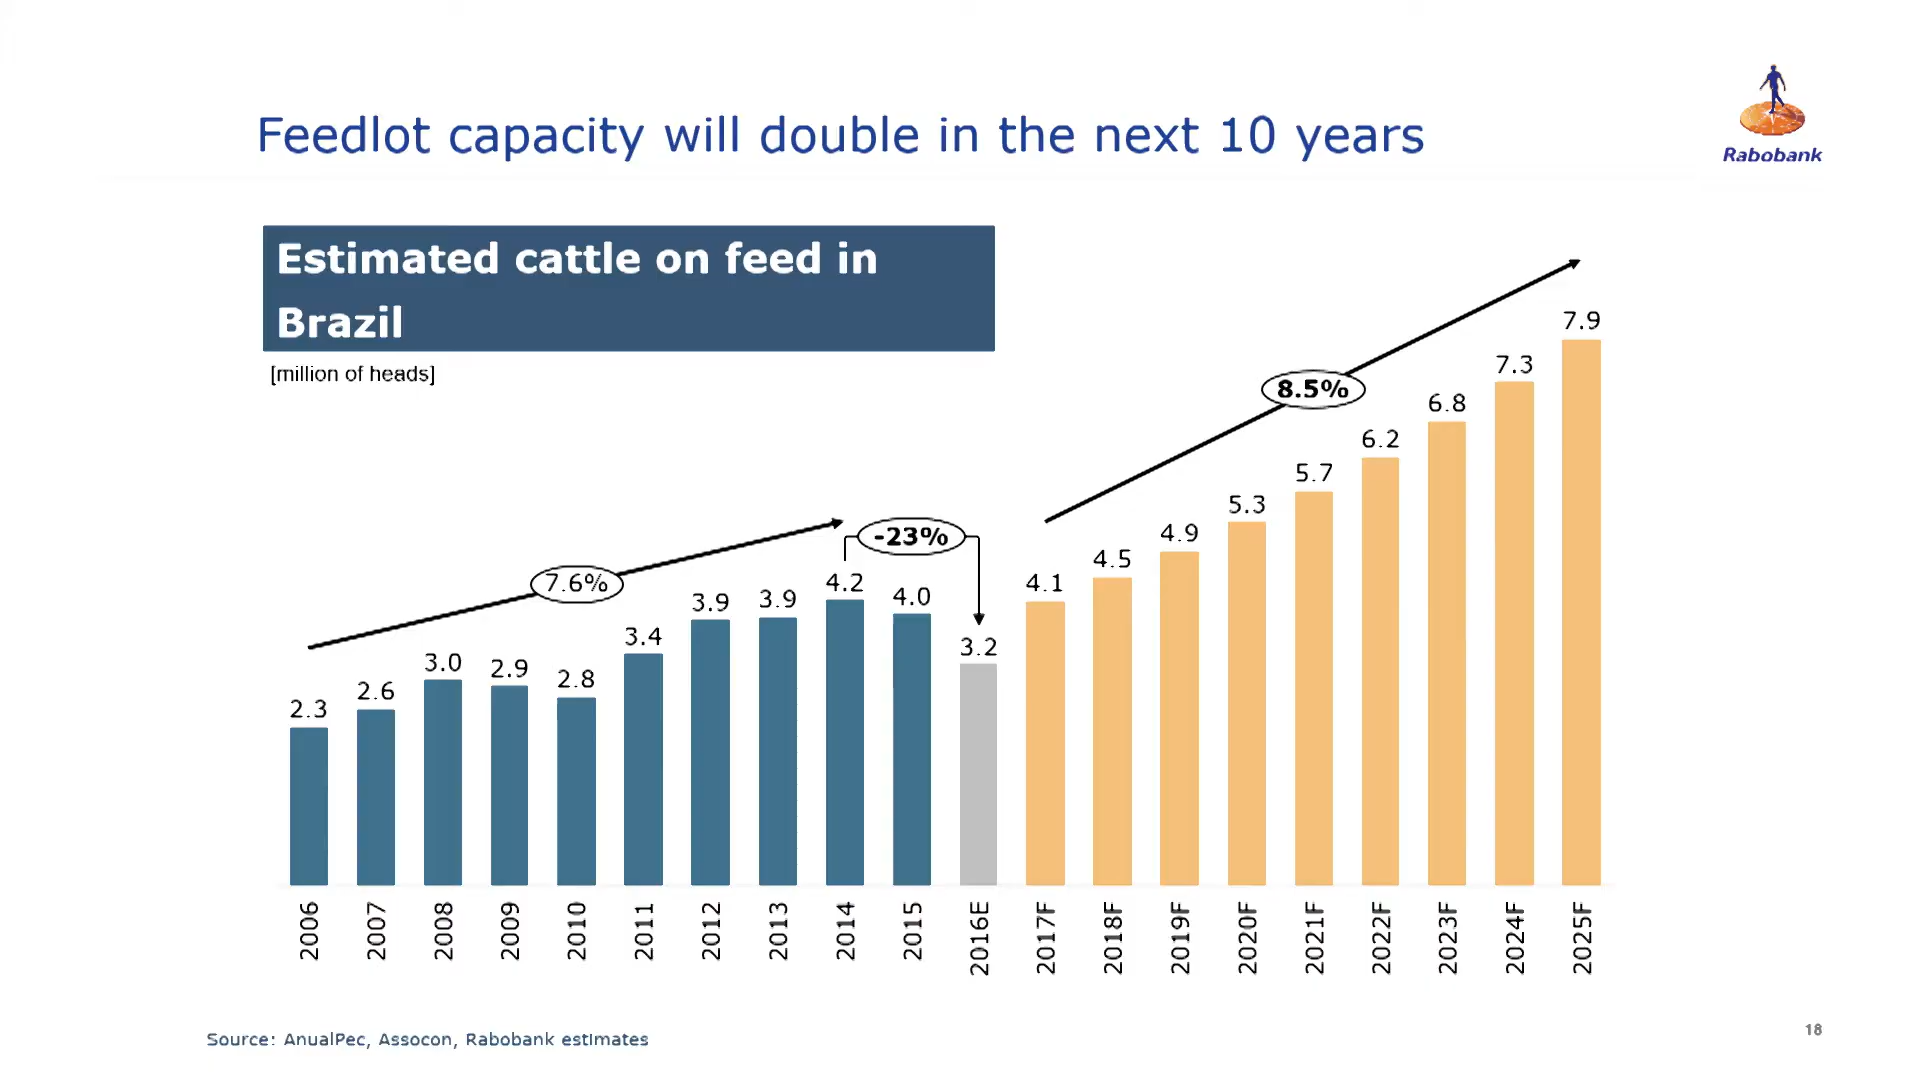 Feedlot capacity will double in the next 10 years
Rabobank
Estimated cattle on feed in
Brazil
[million of heads]
7.6%
-23%
8.5%
2.3
2.6
3.0
2.9
2.8
3.4
3.9
3.9
4.2
4.0
3.2
4.1
4.5
4.9
5.3
5.7
6.2
6.8
7.3
7.9
2006
2007
2008
2009
2010
2011
2012
2013
2014
2015
2016E
2017F
2018F
2019F
2020F
2021F
2022F
2023F
2024F
2025F
Source: AnualPec, Assocon, Rabobank estimates
18